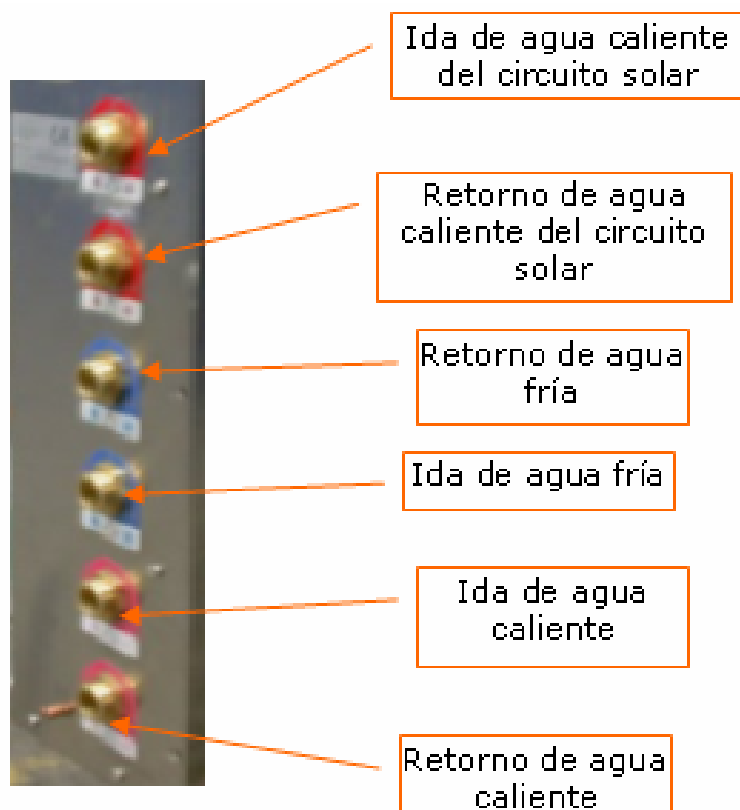 Ida de agua caliente
del circuito solar
Retorno de agua
caliente del circuito
solar
Retorno de agua
fría
Ida de agua fría
Ida de agua
caliente
Retorno de agua
caliente